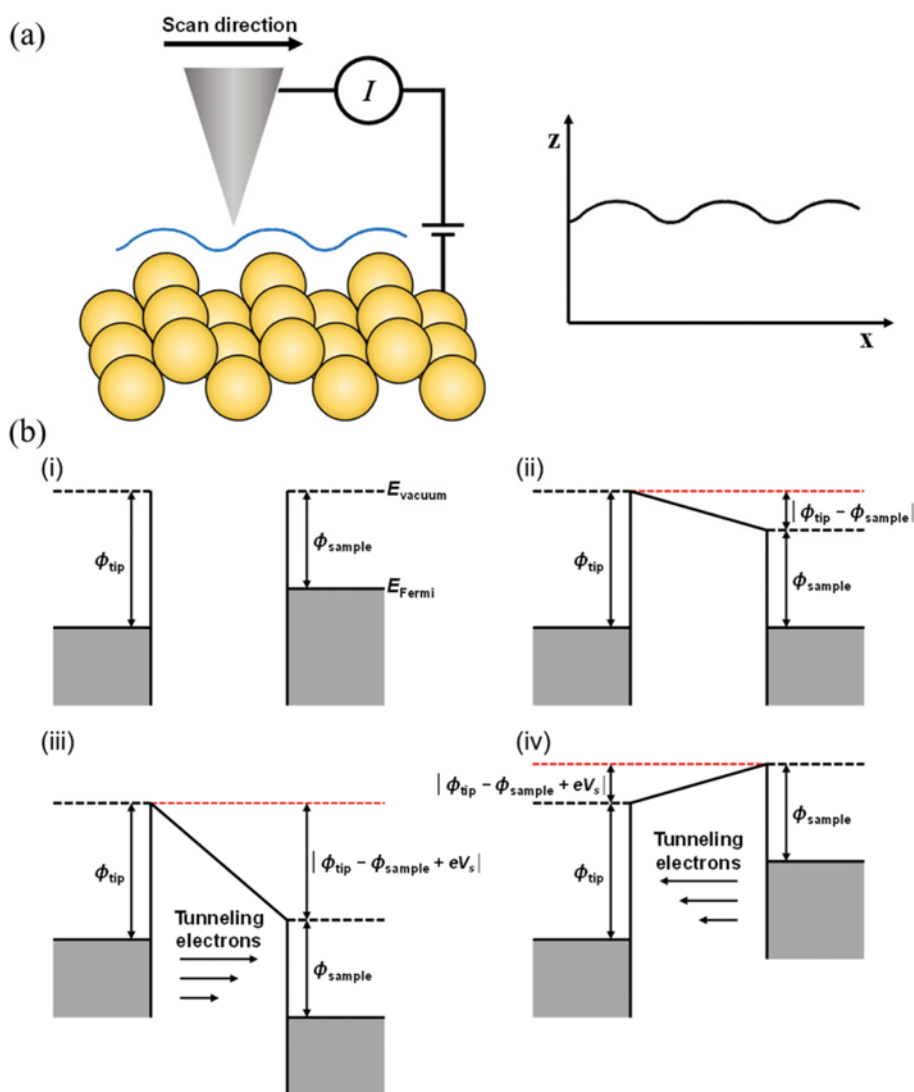 (a)
Scan direction
I
z
x
(b)
(i)
E_vacuum
ϕ_sample
ϕ_tip
E_Fermi
(ii)
|ϕ_tip − ϕ_sample|
ϕ_tip
ϕ_sample
(iii)
ϕ_tip
|ϕ_tip − ϕ_sample + eV_s|
Tunneling
electrons
ϕ_sample
(iv)
|ϕ_tip − ϕ_sample + eV_s|
ϕ_sample
Tunneling
electrons
ϕ_tip